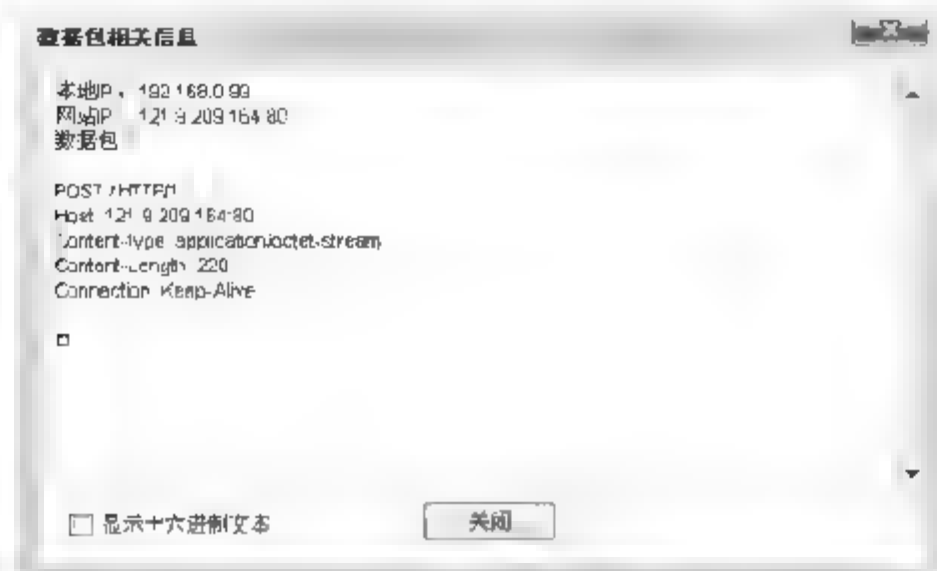 数据包相关信息
本地IP: 192.168.0.99
网站IP: 121.9.209.164:80
数据包
POST / HTTP/1
Host: 121.9.209.164:80
Content-type: application/octet-stream
Content-Length: 220
Connection: Keep-Alive
显示十六进制文本
关闭